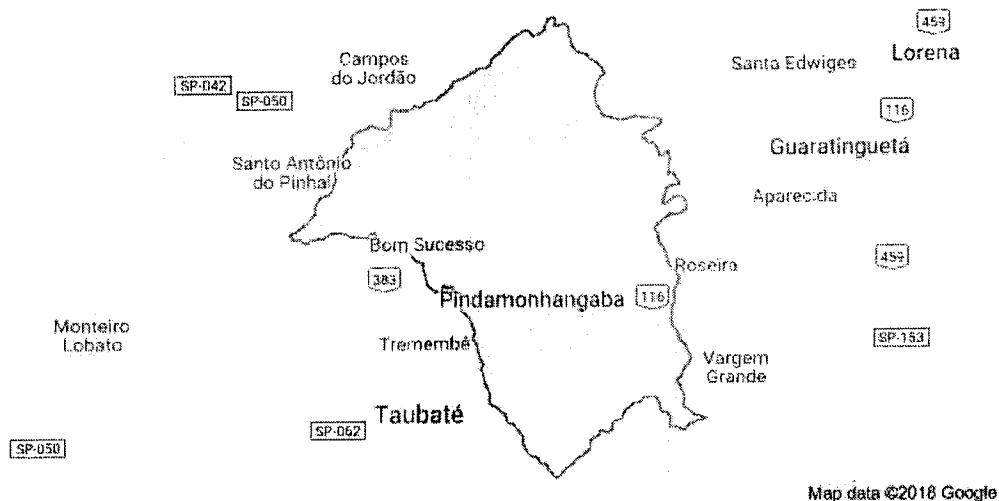 459
Lorena
Campos
do Jordão
Santa Edwiges
SP-042
SP-050
116
Guaratinguetá
Santo Antônio
do Pinhal
Aparecida
Bom Sucesso
Roseira
459
383
Pindamonhangaba
116
Monteiro
Lobato
Tremembé
SP-153
Vargem
Grande
Taubaté
SP-062
SP-050
Map data ©2018 Google